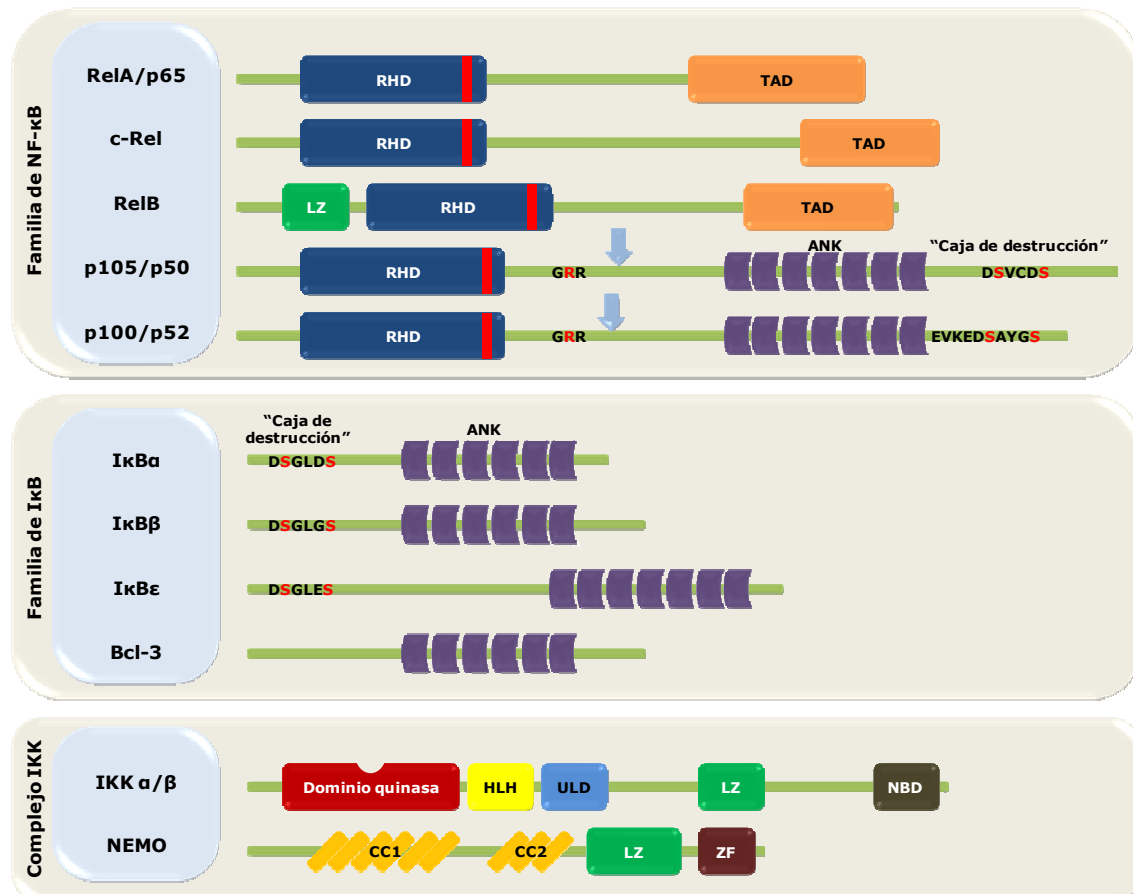 Familia de NF-κB
RelA/p65
RHD
TAD
c-Rel
RHD
TAD
RelB
LZ
RHD
TAD
p105/p50
RHD
GRR
ANK
"Caja de destrucción"
DSVCDS
p100/p52
RHD
GRR
EVKEDSAYGS
Familia de IκB
"Caja de
destrucción"
ANK
IκBα
DSGLDS
IκBβ
DSGLGS
IκBε
DSGLES
Bcl-3
Complejo IKK
IKK α/β
Dominio quinasa
HLH
ULD
LZ
NBD
NEMO
CC1
CC2
LZ
ZF